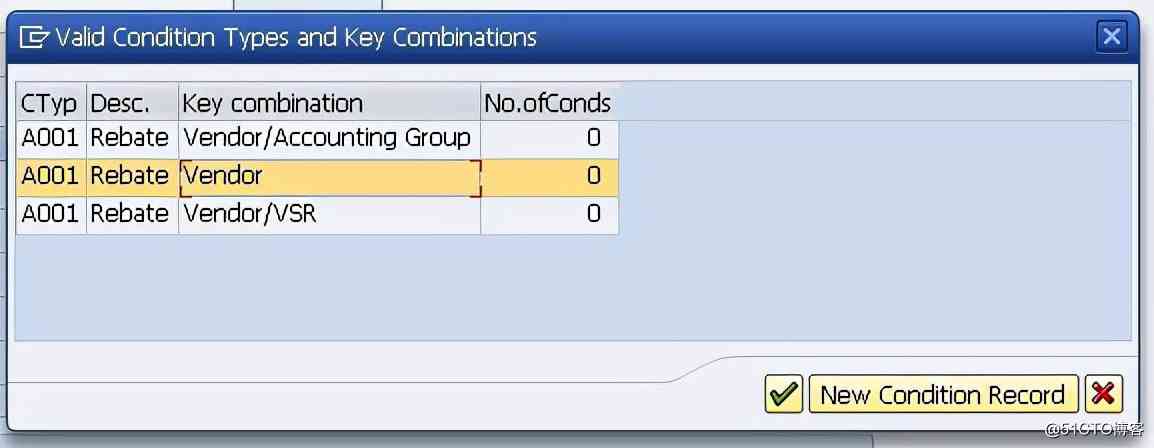 Valid Condition Types and Key Combinations
CTyp Desc. Key combination No.ofConds
A001 Rebate Vendor/Accounting Group 0
A001 Rebate Vendor 0
A001 Rebate Vendor/VSR 0
New Condition Record
@51CTO博客